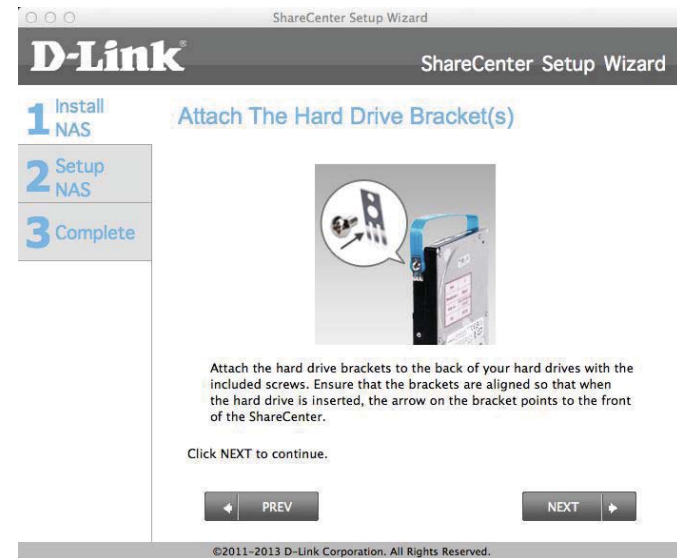 ShareCenter Setup Wizard
D-Link
ShareCenter Setup Wizard
1 Install
NAS
2 Setup
NAS
3 Complete
Attach The Hard Drive Bracket(s)
Attach the hard drive brackets to the back of your hard drives with the
included screws. Ensure that the brackets are aligned so that when
the hard drive is inserted, the arrow on the bracket points to the front
of the ShareCenter.
Click NEXT to continue.
PREV
NEXT
©2011-2013 D-Link Corporation. All Rights Reserved.